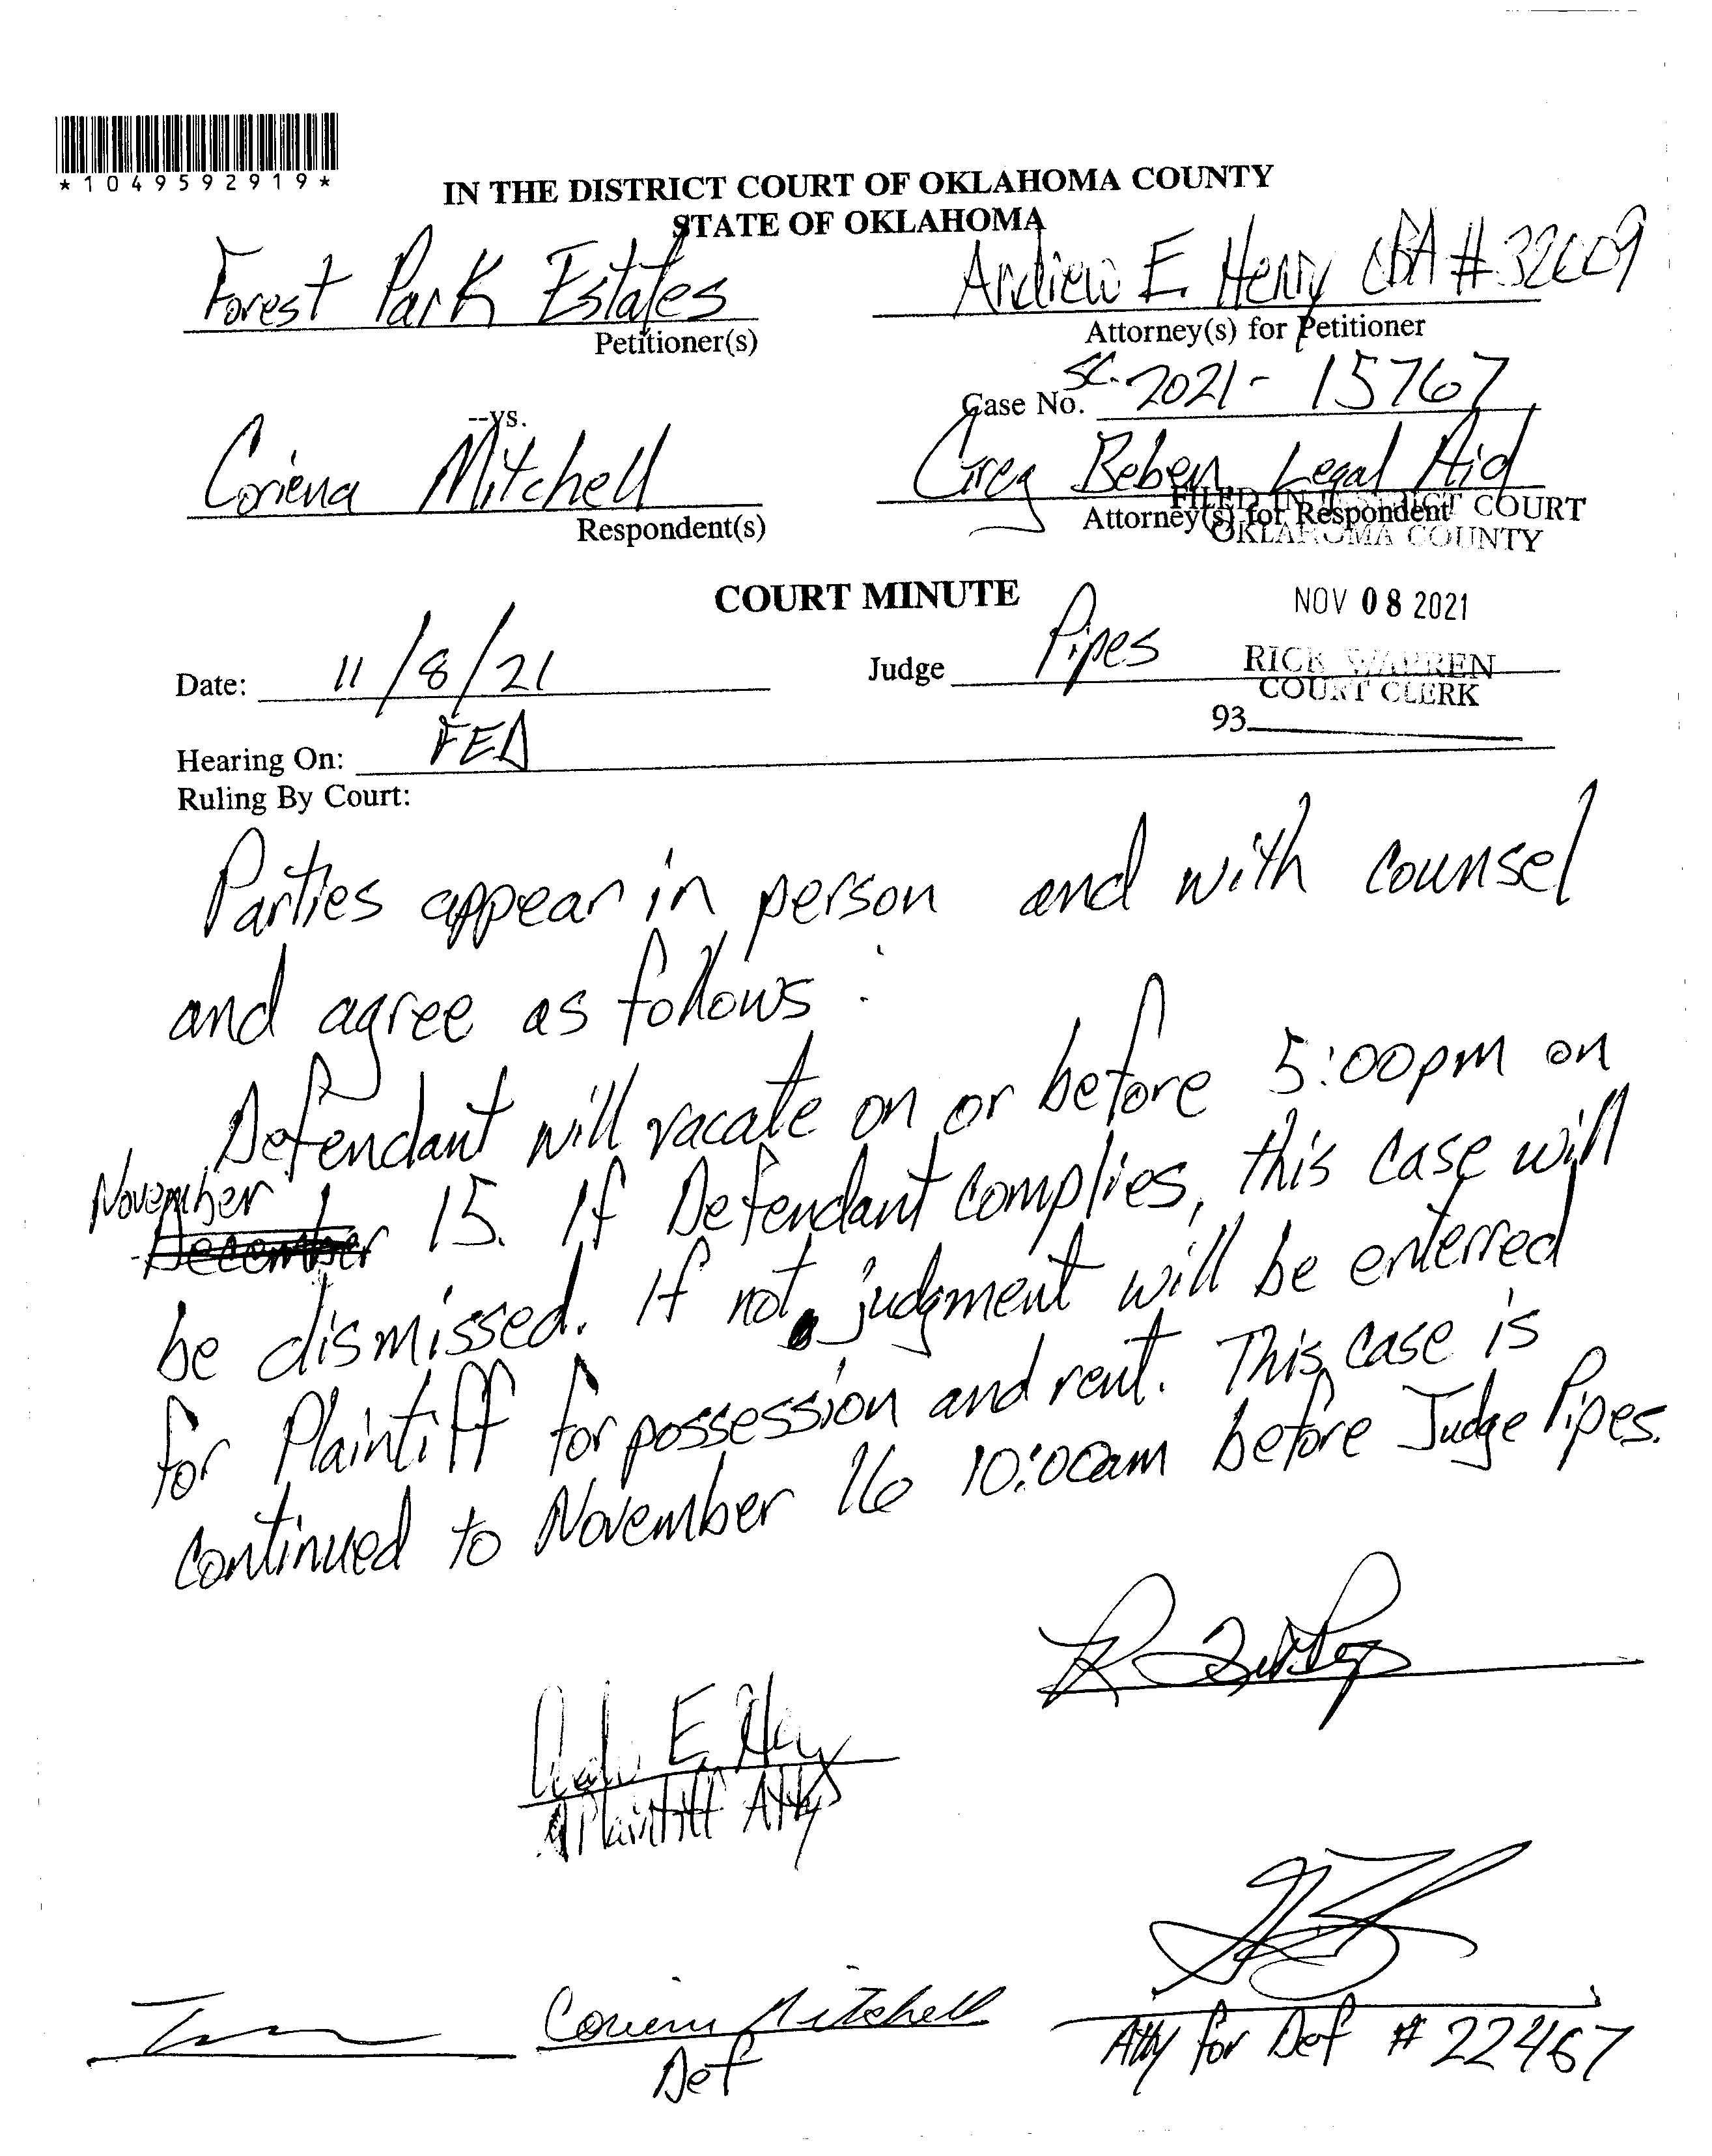 *1049592919*
IN THE DISTRICT COURT OF OKLAHOMA COUNTY
STATE OF OKLAHOMA
Forest Park Estates
Petitioner(s)
Andrew E. Henry OBA # 32009
Attorney(s) for Petitioner
--vs.
Case No. SC-2021-15767
Coriena Mitchell
Respondent(s)
Greg Beben, Legal Aid
Attorney(s) for Respondent
FILED IN DISTRICT COURT
OKLAHOMA COUNTY
COURT MINUTE
NOV 08 2021
Date: 11/8/21
Judge Pipes
RICK WARREN
COURT CLERK
93
Hearing On: FED
Ruling By Court:
Parties appear in person and with counsel
and agree as follows:
Defendant will vacate on or before 5:00pm on
November
December 15. If Defendant complies, this case will
be dismissed. If not, judgment will be enterred
for Plaintiff for possession and rent. This case is
continued to November 16 10:00am before Judge Pipes.
Plaintiff Atty
Coriena Mitchell
Def
Atty for Def # 22467